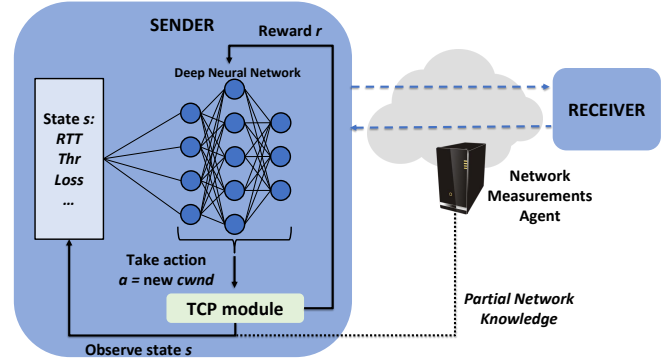 SENDER
Reward r
Deep Neural Network
State s:
RTT
Thr
Loss
...
RECEIVER
Network
Measurements
Agent
Take action
a = new cwnd
TCP module
Partial Network
Knowledge
Observe state s